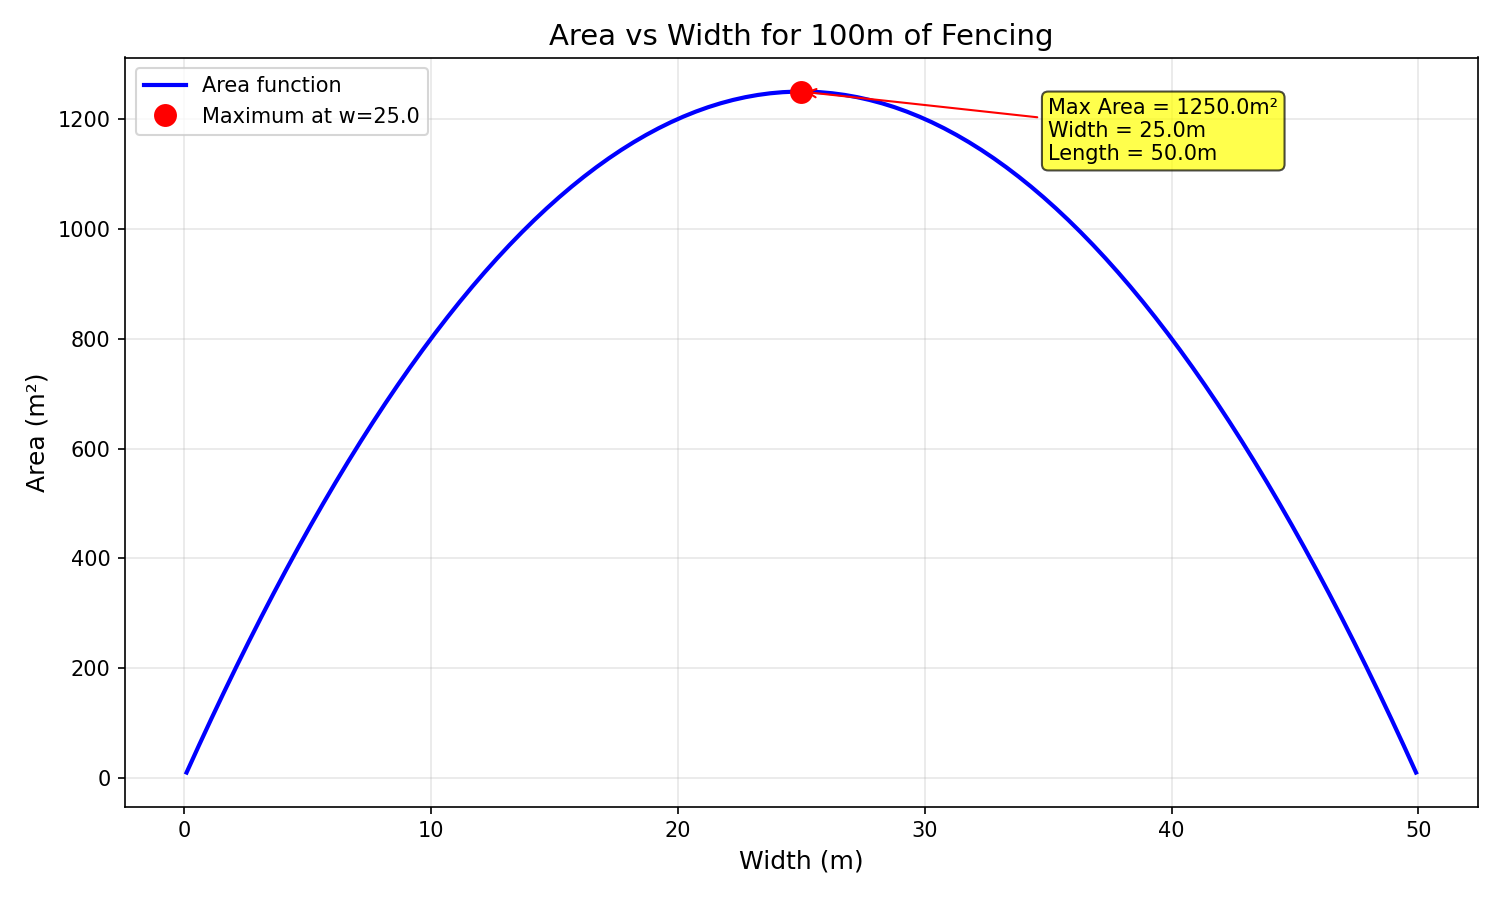 Area vs Width for 100m of Fencing
Area function
Maximum at w=25.0
Max Area = 1250.0m²
Width = 25.0m
Length = 50.0m
1200
1000
800
600
400
200
0
Area (m²)
0 10 20 30 40 50
Width (m)